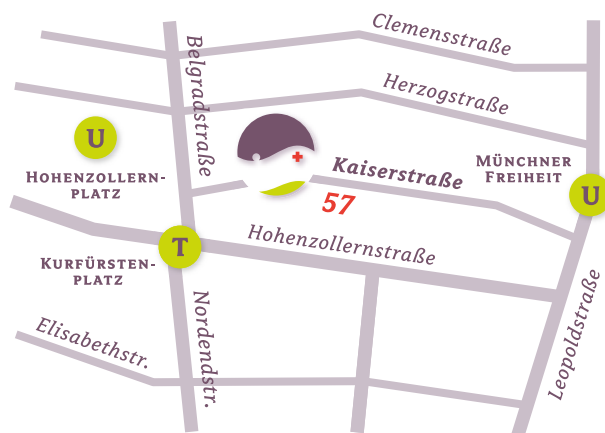 Clemensstraße
Belgradstraße
Herzogstraße
U
HOHENZOLLERN-
PLATZ
Kaiserstraße
57
MÜNCHNER
FREIHEIT
U
T
Hohenzollernstraße
KURFÜRSTEN-
PLATZ
Nordendstr.
Elisabethstr.
Leopoldstraße